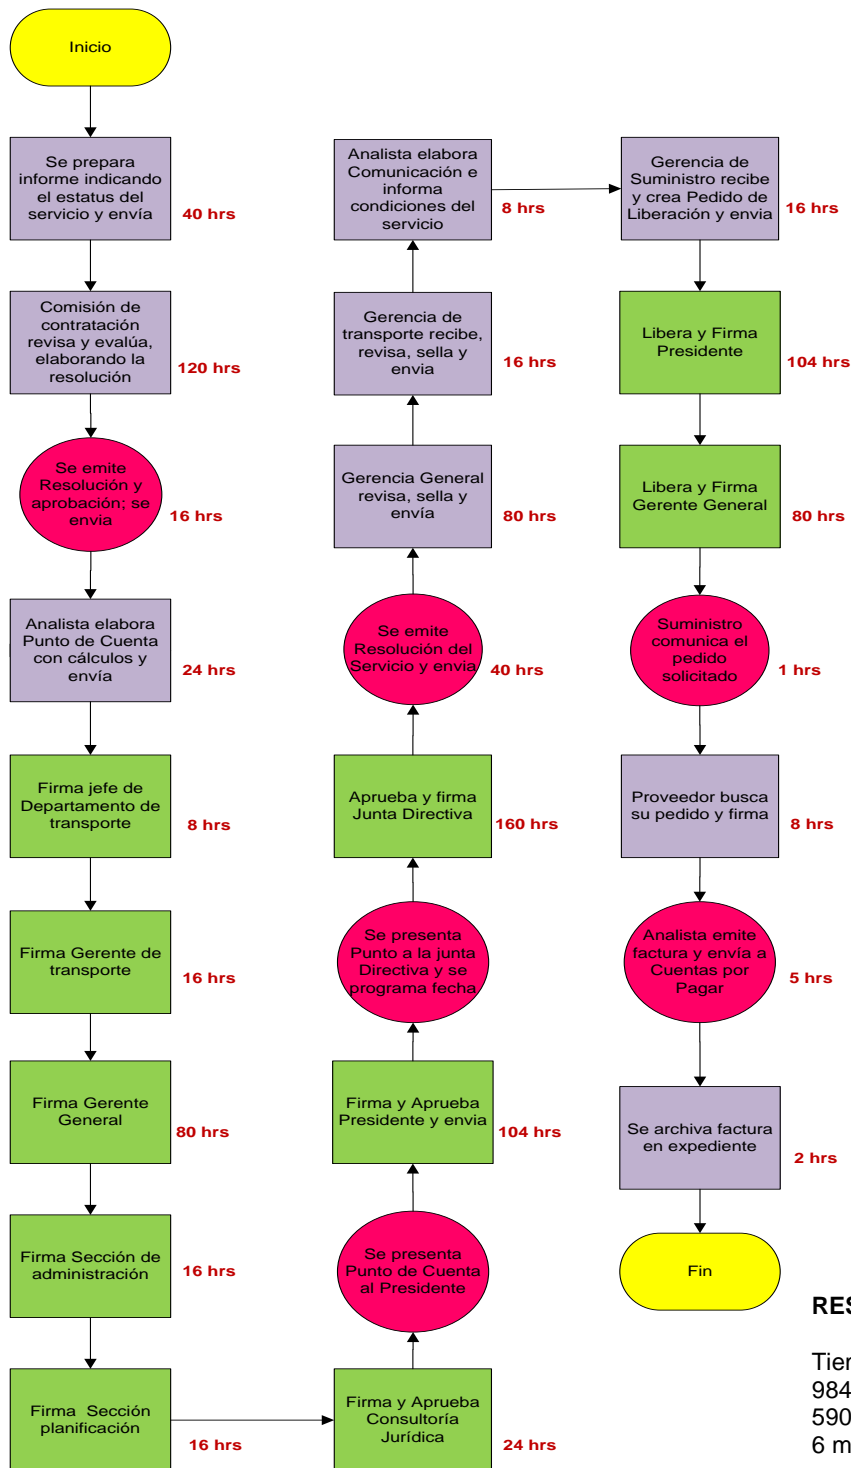 Inicio
Se prepara
informe indicando
el estatus del
servicio y envía
40 hrs
Comisión de
contratación
revisa y evalúa,
elaborando la
resolución
120 hrs
Se emite
Resolución y
aprobación; se
envia
16 hrs
Analista elabora
Punto de Cuenta
con cálculos y
envía
24 hrs
Firma jefe de
Departamento de
transporte
8 hrs
Firma Gerente de
transporte
16 hrs
Firma Gerente
General
80 hrs
Firma Sección de
administración
16 hrs
Firma Sección
planificación
16 hrs
Firma y Aprueba
Consultoría
Jurídica
24 hrs
Se presenta
Punto de Cuenta
al Presidente
Firma y Aprueba
Presidente y envia
104 hrs
Se presenta
Punto a la junta
Directiva y se
programa fecha
Aprueba y firma
Junta Directiva
160 hrs
Se emite
Resolución del
Servicio y envia
40 hrs
Gerencia General
revisa, sella y
envía
80 hrs
Gerencia de
transporte recibe,
revisa, sella y
envia
16 hrs
Analista elabora
Comunicación e
informa
condiciones del
servicio
8 hrs
Gerencia de
Suministro recibe
y crea Pedido de
Liberación y envia
16 hrs
Libera y Firma
Presidente
104 hrs
Libera y Firma
Gerente General
80 hrs
Suministro
comunica el
pedido
solicitado
1 hrs
Proveedor busca
su pedido y firma
8 hrs
Analista emite
factura y envía a
Cuentas por
Pagar
5 hrs
Se archiva factura
en expediente
2 hrs
Fin
RES
Tier
984
590
6 m